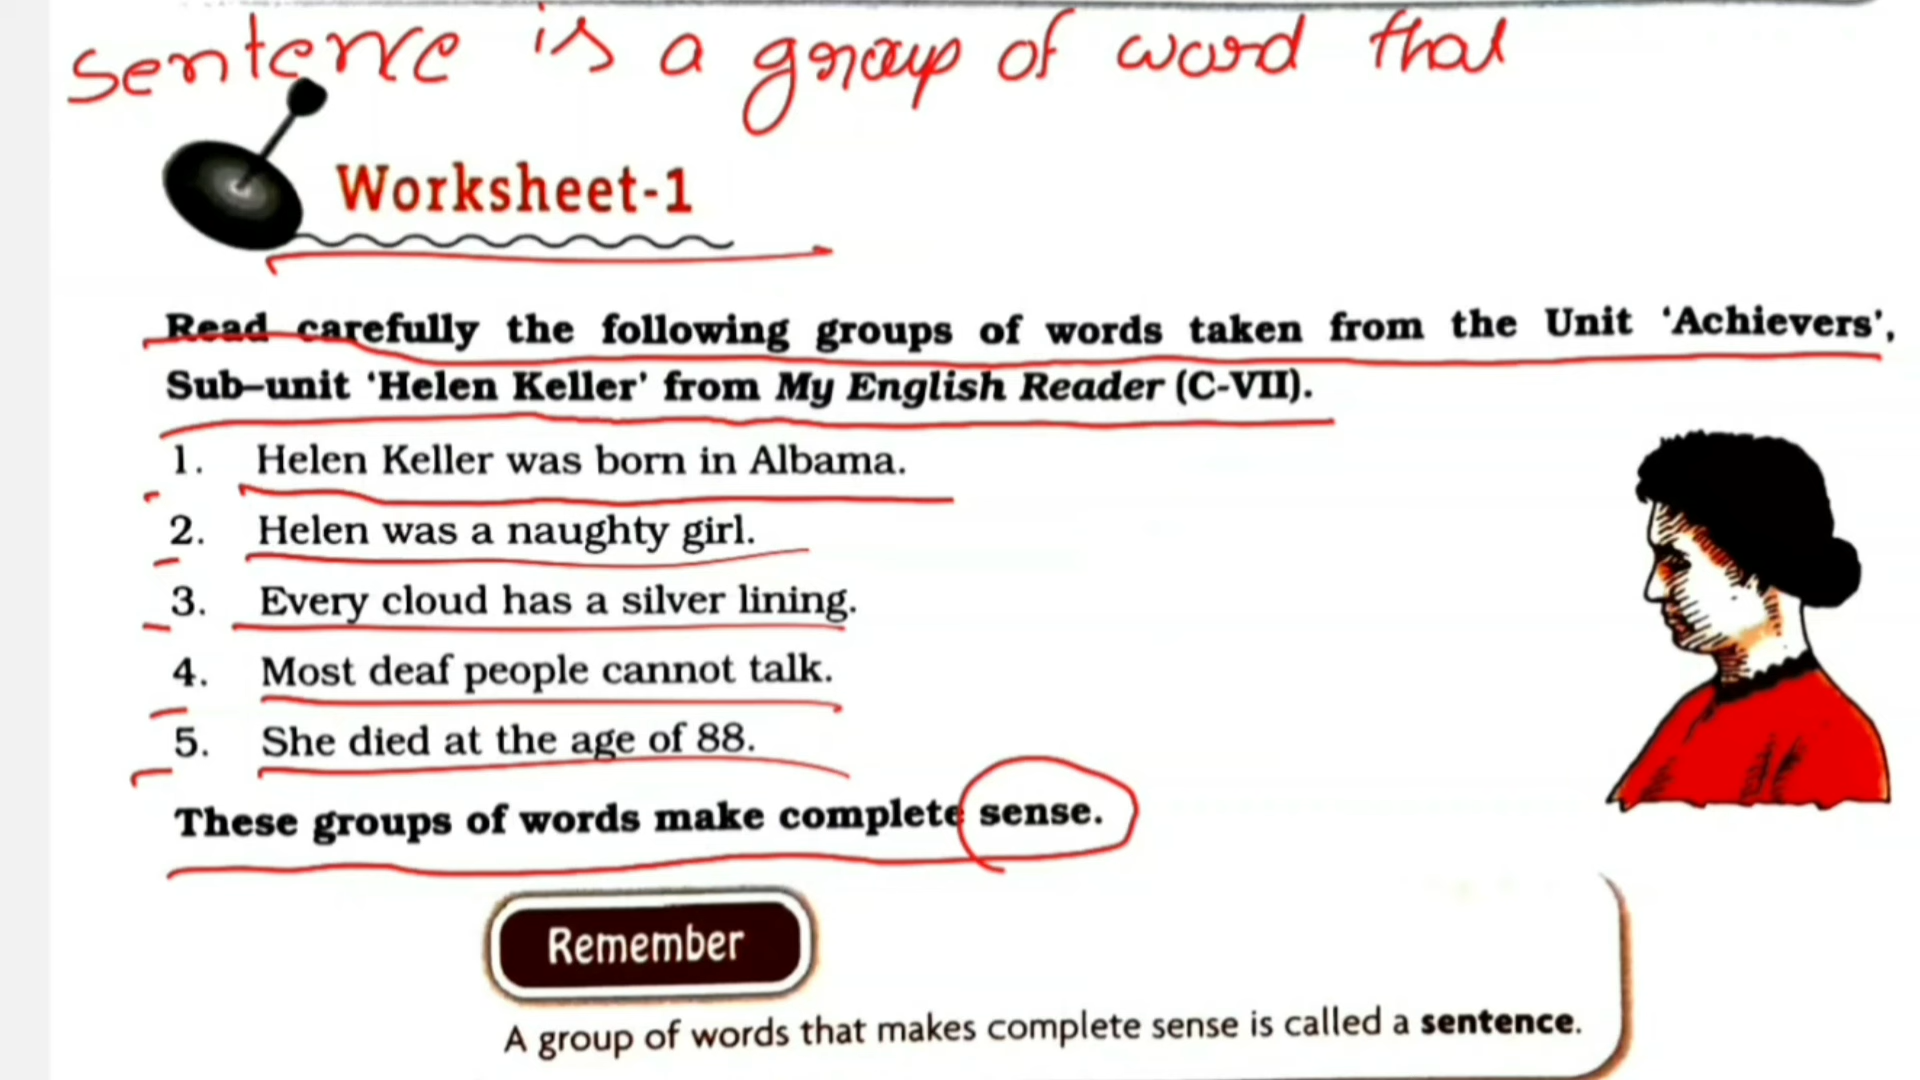 sentence is a group of word that
Worksheet-1
Read carefully the following groups of words taken from the Unit ‘Achievers’,
Sub–unit ‘Helen Keller’ from My English Reader (C-VII).
1. Helen Keller was born in Albama.
2. Helen was a naughty girl.
3. Every cloud has a silver lining.
4. Most deaf people cannot talk.
5. She died at the age of 88.
These groups of words make complete sense.
Remember
A group of words that makes complete sense is called a sentence.